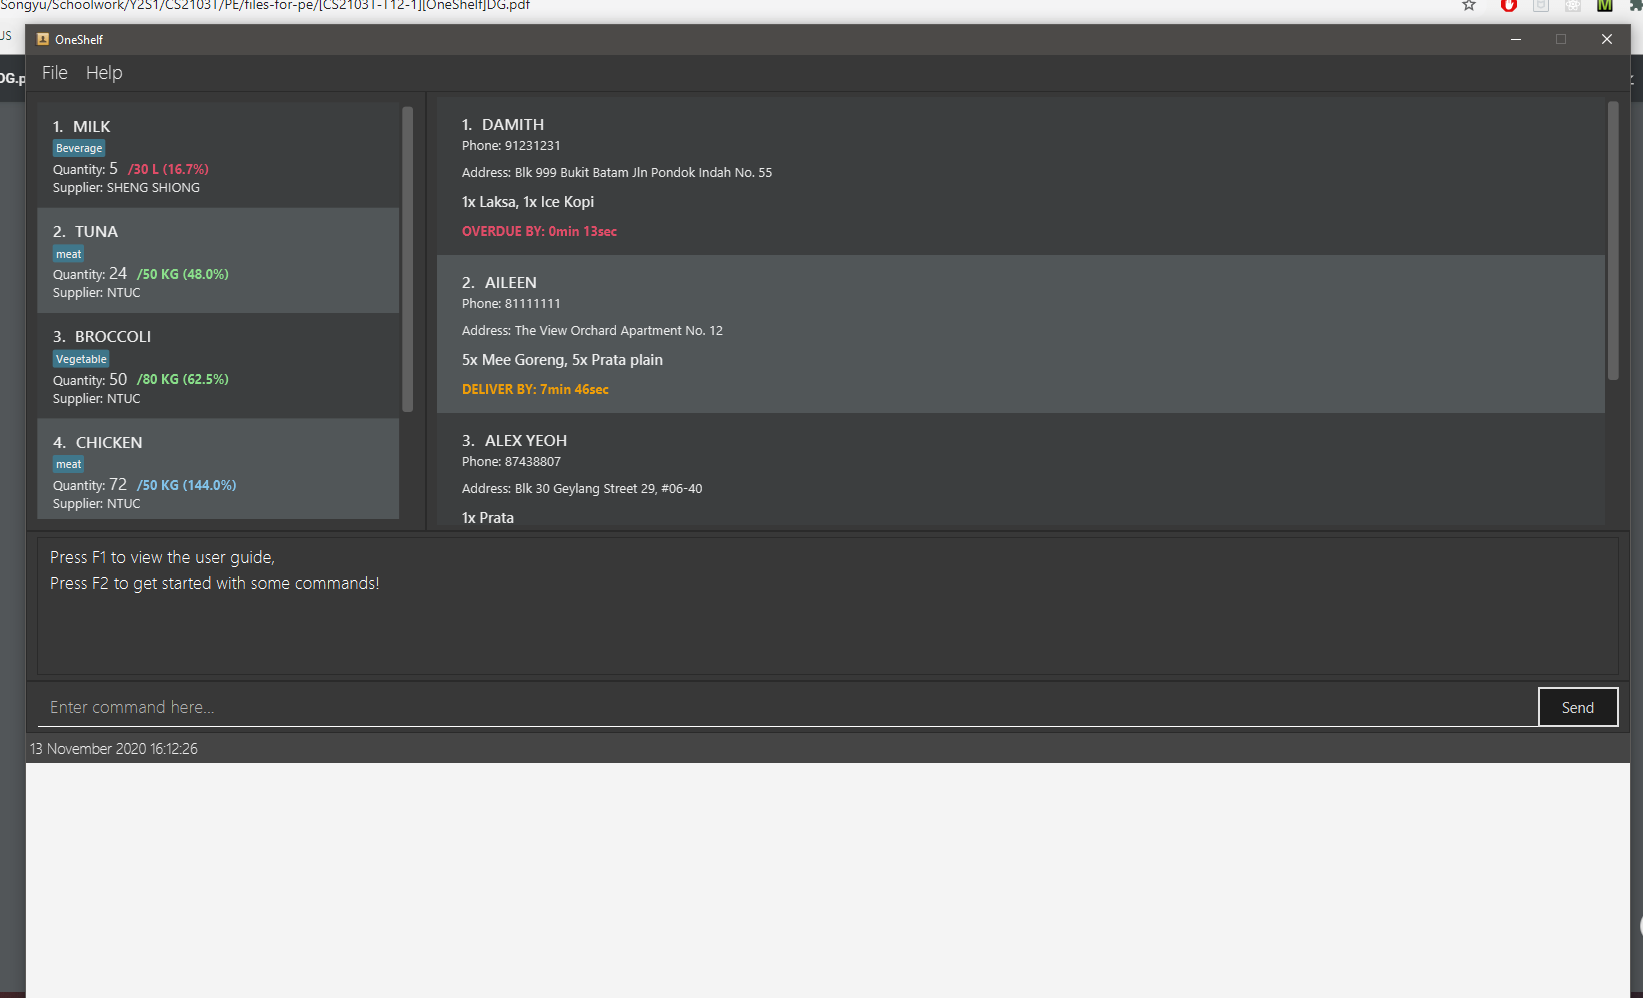 Songyu/Schoolwork/Y2S1/CS2103T/PE/files-for-pe/[CS2103T-T12-1][OneShelf]DG.pdf
OneShelf
File Help
1. MILK
Beverage
Quantity: 5 /30 L (16.7%)
Supplier: SHENG SHIONG
2. TUNA
meat
Quantity: 24 /50 KG (48.0%)
Supplier: NTUC
3. BROCCOLI
Vegetable
Quantity: 50 /80 KG (62.5%)
Supplier: NTUC
4. CHICKEN
meat
Quantity: 72 /50 KG (144.0%)
Supplier: NTUC
1. DAMITH
Phone: 91231231
Address: Blk 999 Bukit Batam Jln Pondok Indah No. 55
1x Laksa, 1x Ice Kopi
OVERDUE BY: 0min 13sec
2. AILEEN
Phone: 81111111
Address: The View Orchard Apartment No. 12
5x Mee Goreng, 5x Prata plain
DELIVER BY: 7min 46sec
3. ALEX YEOH
Phone: 87438807
Address: Blk 30 Geylang Street 29, #06-40
1x Prata
Press F1 to view the user guide,
Press F2 to get started with some commands!
Enter command here...
Send
13 November 2020 16:12:26